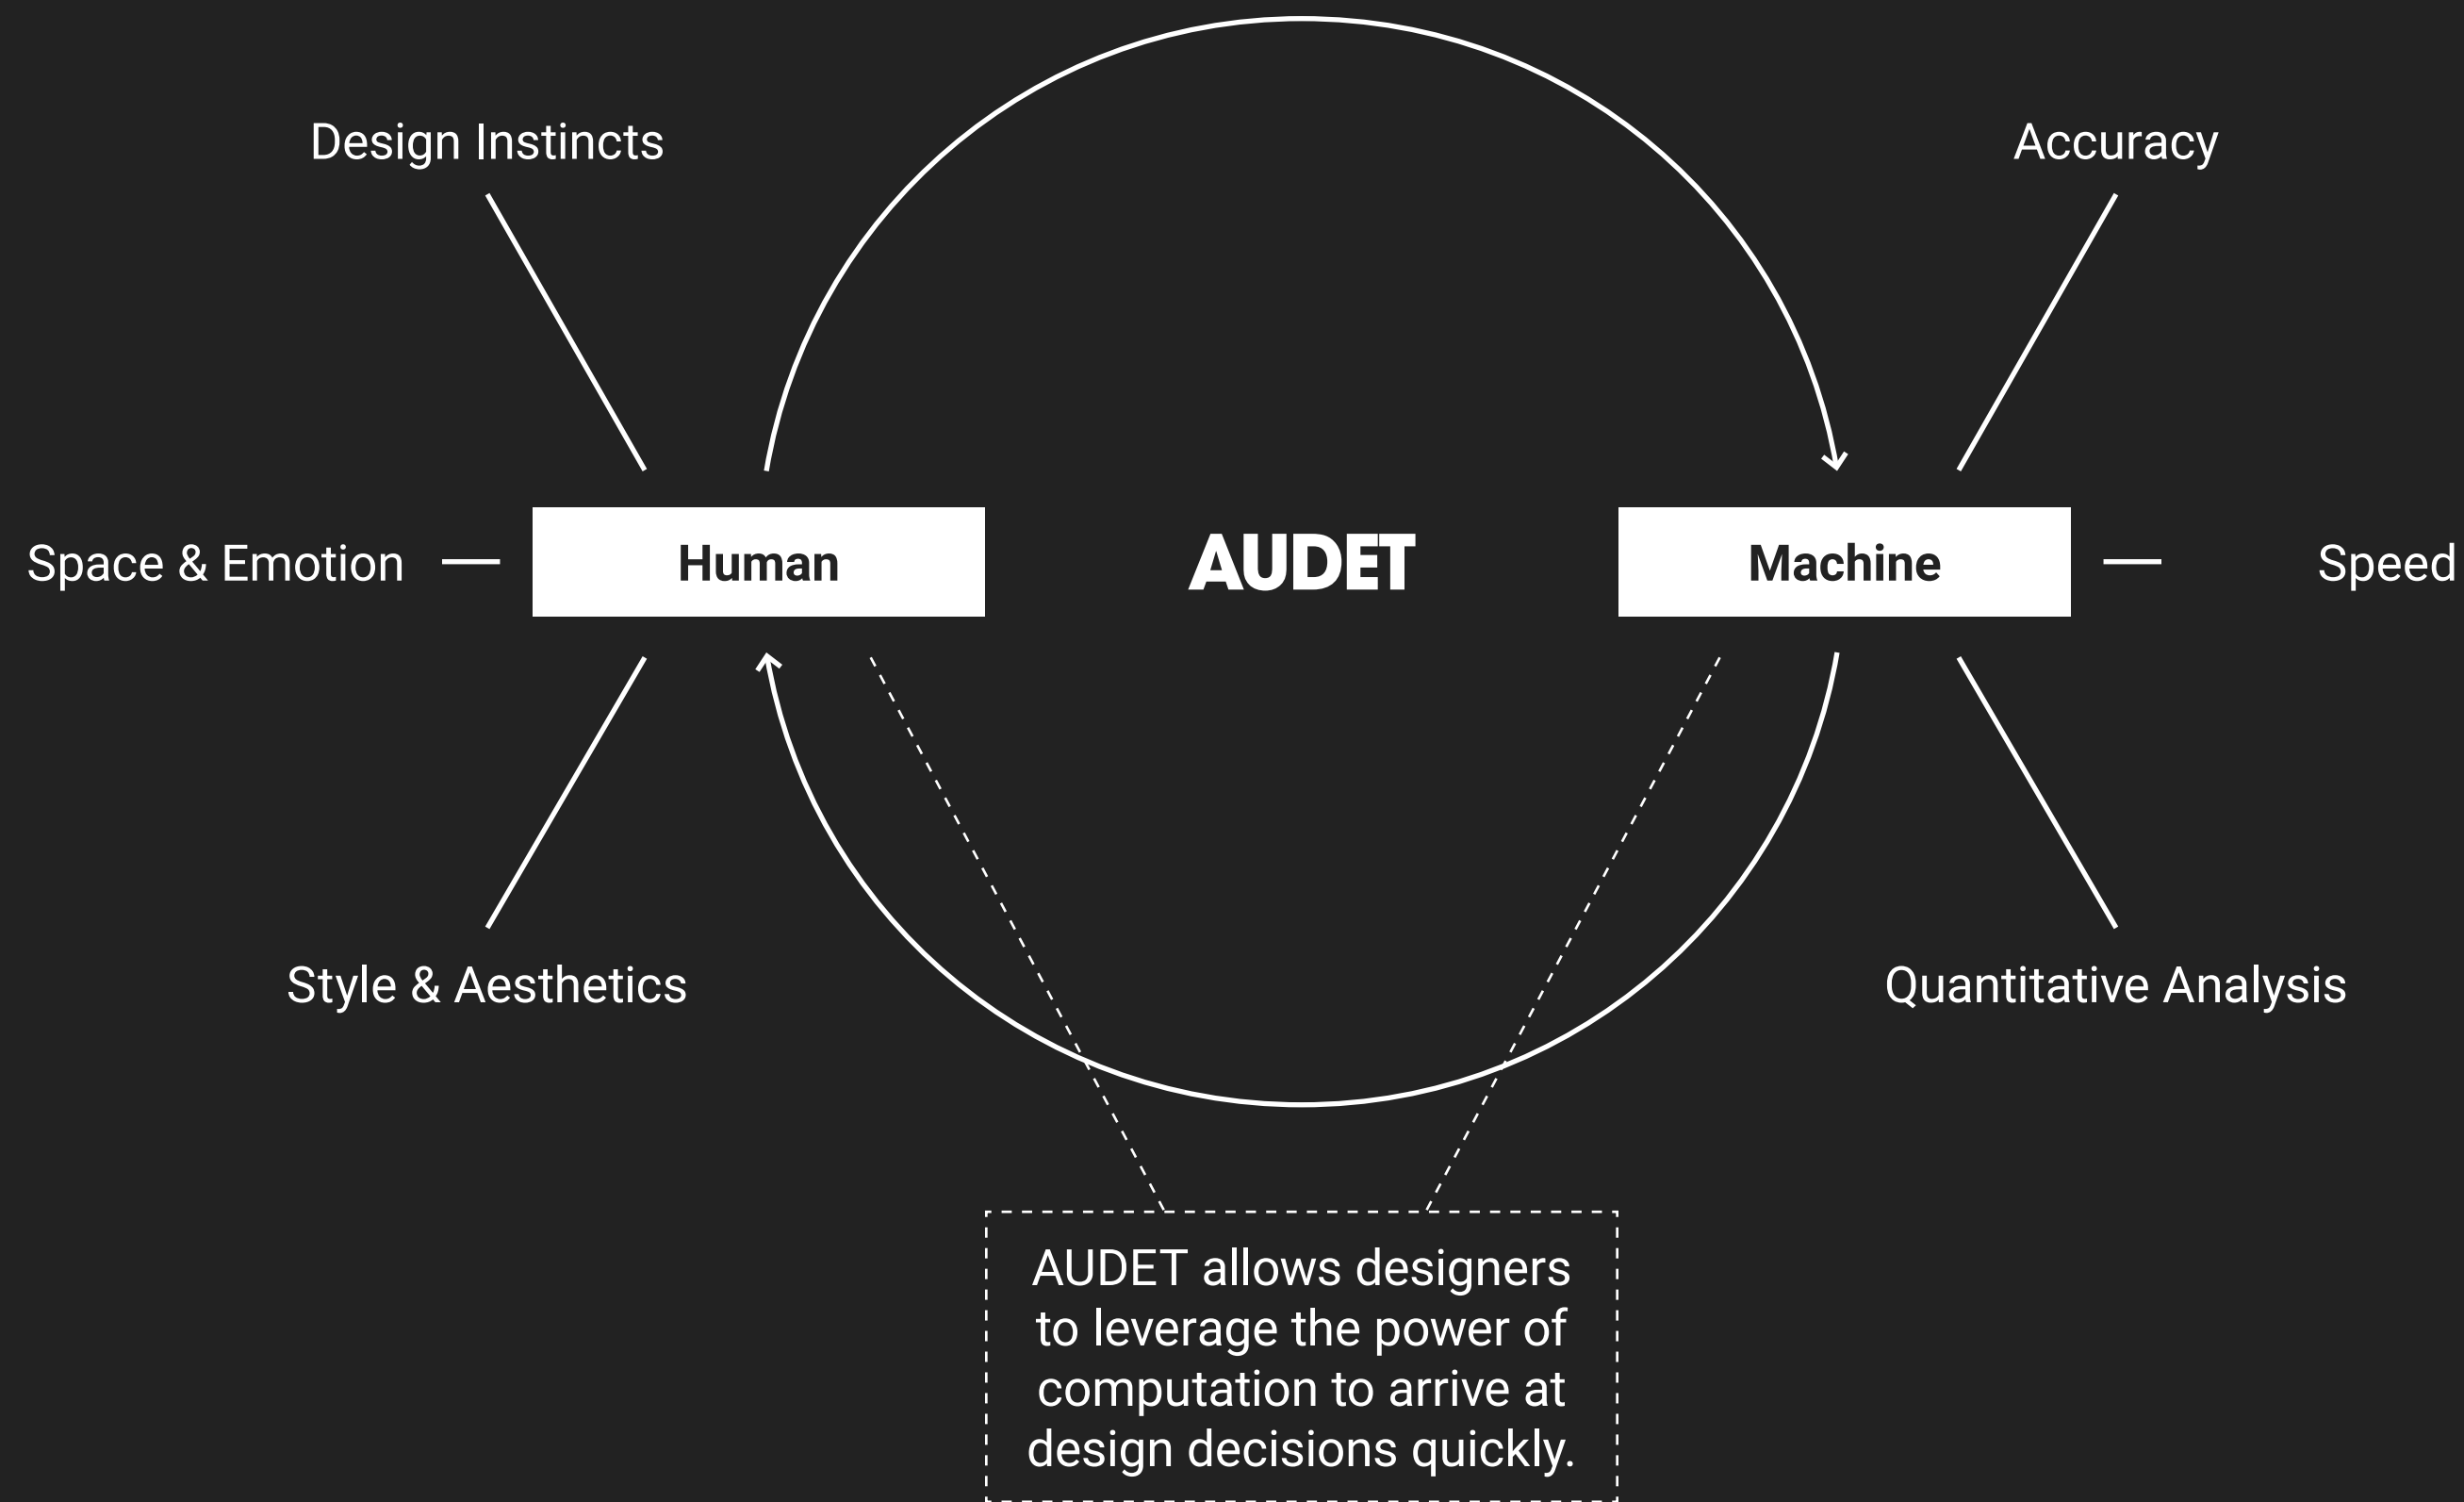 Design Instincts
Accuracy
Space & Emotion
Human
AUDET
Machine
Speed
Style & Aesthetics
Quantitative Analysis
AUDET allows designers
to leverage the power of
computation to arrive at
design decisions quickly.